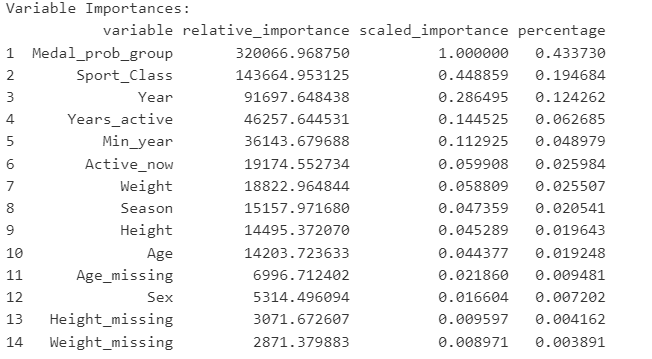 Variable Importances:
variable relative_importance scaled_importance percentage
1 Medal_prob_group 320066.968750 1.000000 0.433730
2 Sport_Class 143664.953125 0.448859 0.194684
3 Year 91697.648438 0.286495 0.124262
4 Years_active 46257.644531 0.144525 0.062685
5 Min_year 36143.679688 0.112925 0.048979
6 Active_now 19174.552734 0.059908 0.025984
7 Weight 18822.964844 0.058809 0.025507
8 Season 15157.971680 0.047359 0.020541
9 Height 14495.372070 0.045289 0.019643
10 Age 14203.723633 0.044377 0.019248
11 Age_missing 6996.712402 0.021860 0.009481
12 Sex 5314.496094 0.016604 0.007202
13 Height_missing 3071.672607 0.009597 0.004162
14 Weight_missing 2871.379883 0.008971 0.003891